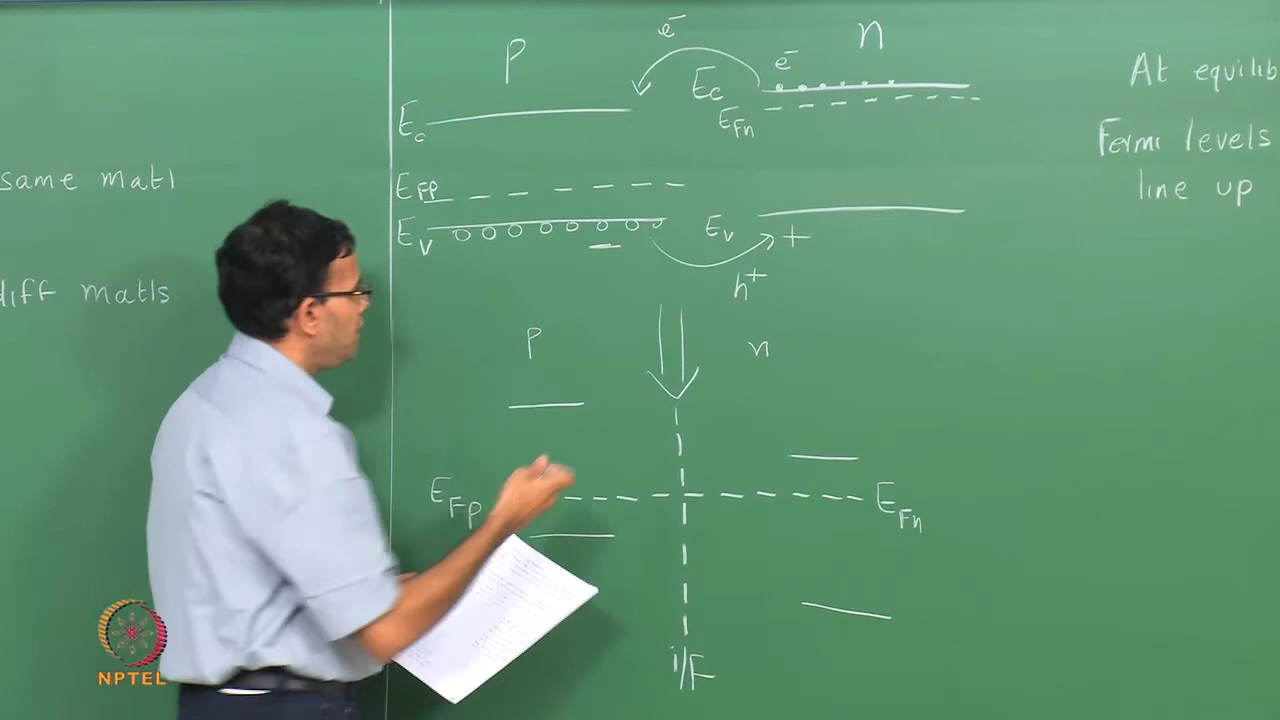 same matl
diff matls
p
e-
n
e-
Ec
Ec
EFn
EFp
Ev
Ev
+
h+
p
n
EFp
EFn
i/F
At equilib
Fermi levels
line up
NPTEL